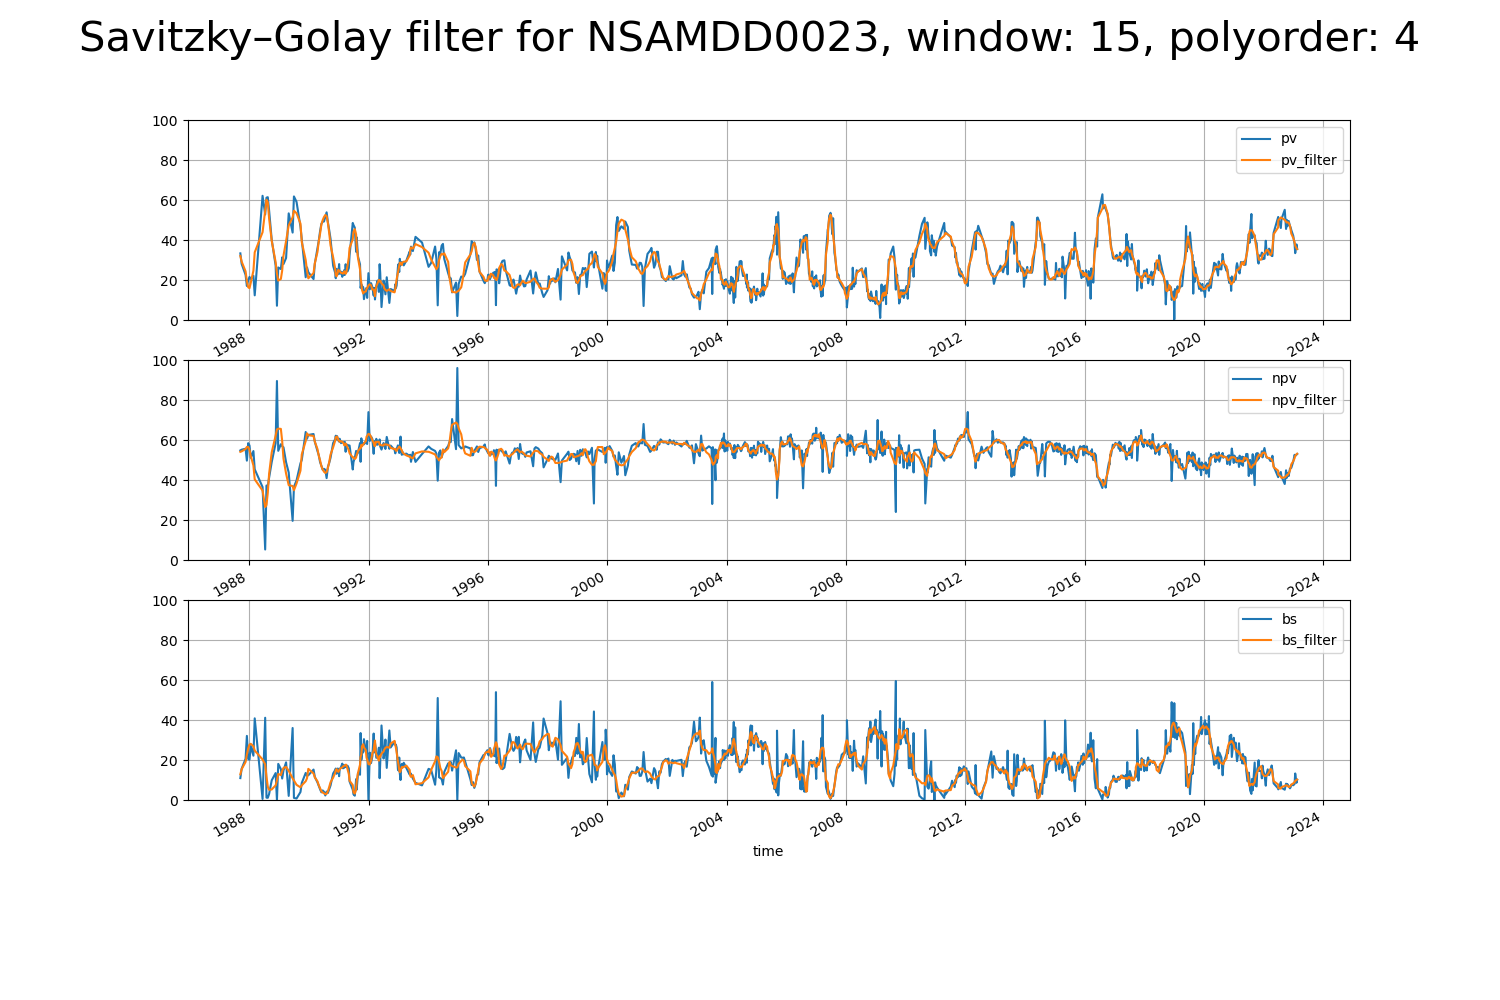 Savitzky–Golay filter for NSAMDD0023, window: 15, polyorder: 4
100
80
60
40
20
0
pv
pv_filter
1988 1992 1996 2000 2004 2008 2012 2016 2020 2024
100
80
60
40
20
0
npv
npv_filter
1988 1992 1996 2000 2004 2008 2012 2016 2020 2024
100
80
60
40
20
0
bs
bs_filter
1988 1992 1996 2000 2004 2008 2012 2016 2020 2024
time